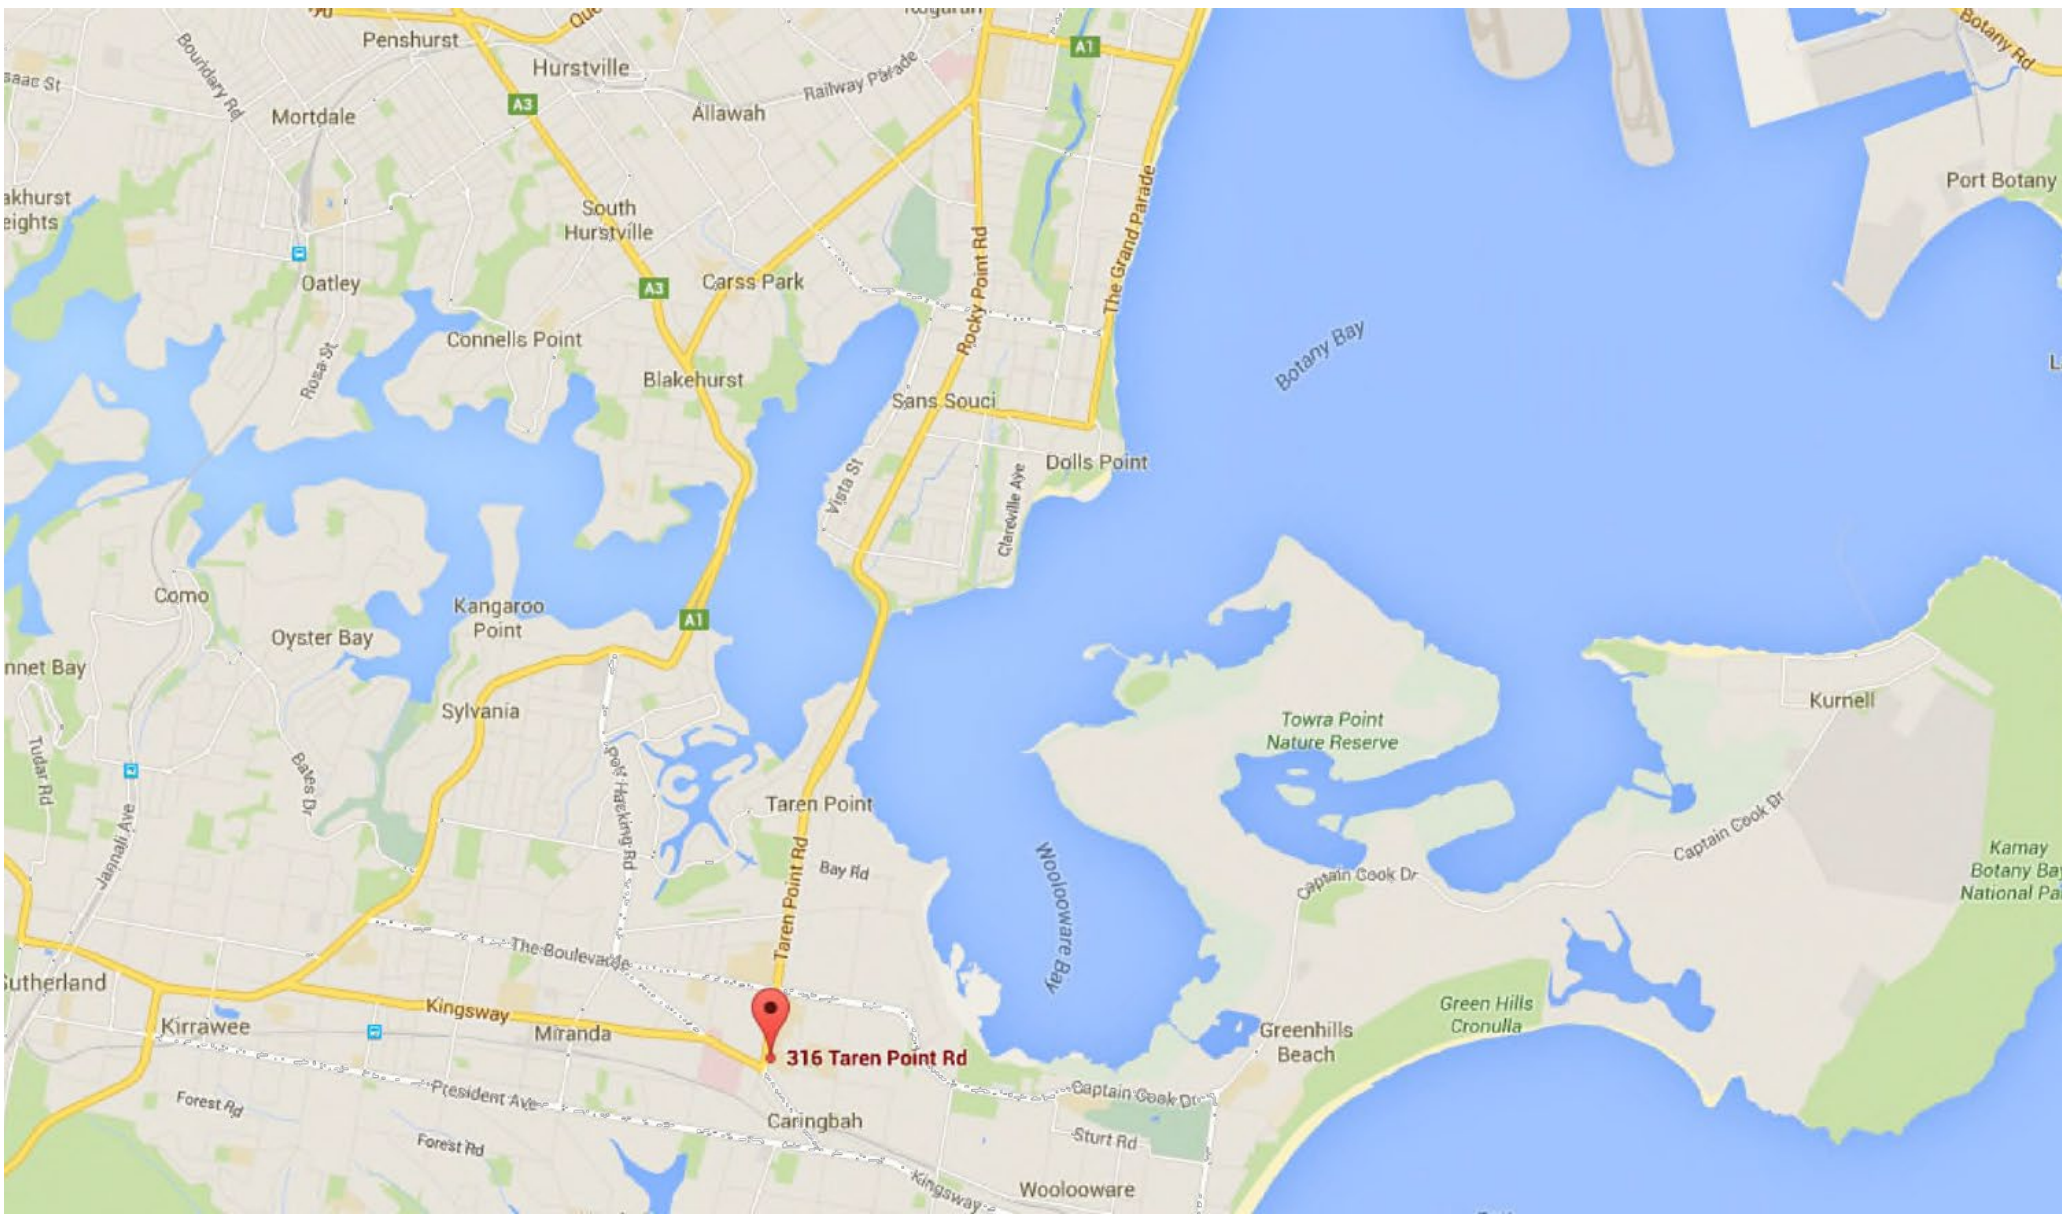 Penshurst
Hurstville
A1
Botany Rd
Boundary Rd
Railway Parade
A3
Mortdale
Allawah
Port Botany
South
Hurstville
The Grand Parade
Rocky Point Rd
Oatley
A3
Carss Park
Connells Point
Botany Bay
Rosa St
Blakehurst
Sans Souci
Dolls Point
Vista St
Clareville Ave
Como
Kangaroo
Point
A1
Oyster Bay
Sylvania
Towra Point
Nature Reserve
Kurnell
Tudar Rd
Bates Dr
Port Hacking Rd
Taren Point
Jannali Ave
Taren Point Rd
Bay Rd
Captain Cook Dr
Captain Cook Dr
Woolooware Bay
Kamay
Botany Bay
National Pa
The Boulevarde
Sutherland
Kingsway
Kirrawee
Miranda
Green Hills
Cronulla
Greenhills
Beach
316 Taren Point Rd
President Ave
Forest Rd
Forest Rd
Caringbah
Captain Cook Dr
Sturt Rd
Kingsway
Woolooware